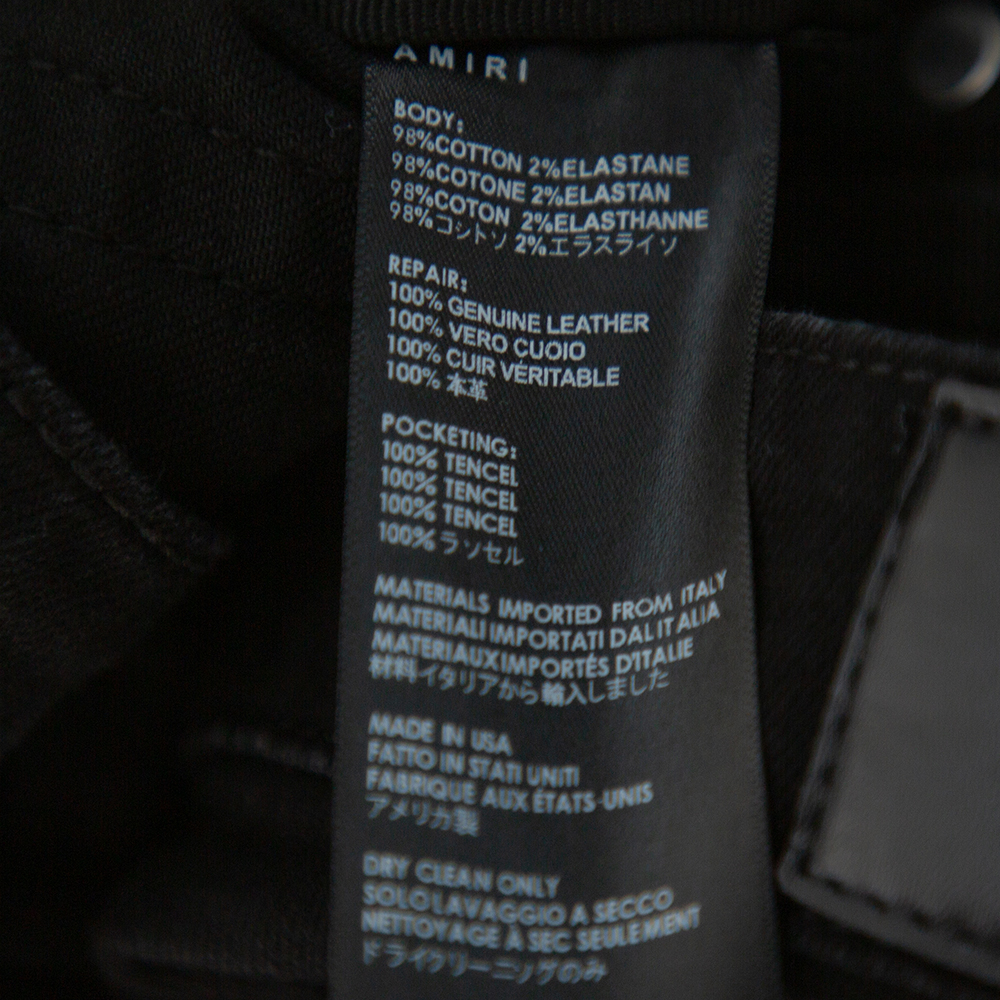 AMIRI
BODY:
98%COTTON 2%ELASTANE
98%COTONE 2%ELASTAN
98%COTON 2%ELASTHANNE
98%コシトソ 2%エラスライソ
REPAIR:
100% GENUINE LEATHER
100% VERO CUOIO
100% CUIR VÉRITABLE
100% 本革
POCKETING:
100% TENCEL
100% TENCEL
100% TENCEL
100% ラソセル
MATERIALS IMPORTED FROM ITALY
MATERIALI IMPORTATI DAL ITALIA
MATERIAUX IMPORTÉS D'ITALIE
材料イタリアから輸入しました
MADE IN USA
FATTO IN STATI UNITI
FABRIQUE AUX ÉTATS-UNIS
アメリカ製
DRY CLEAN ONLY
SOLO LAVAGGIO A SECCO
NETTOYAGE A SEC SEULEMENT
ドライクリーニングのみ